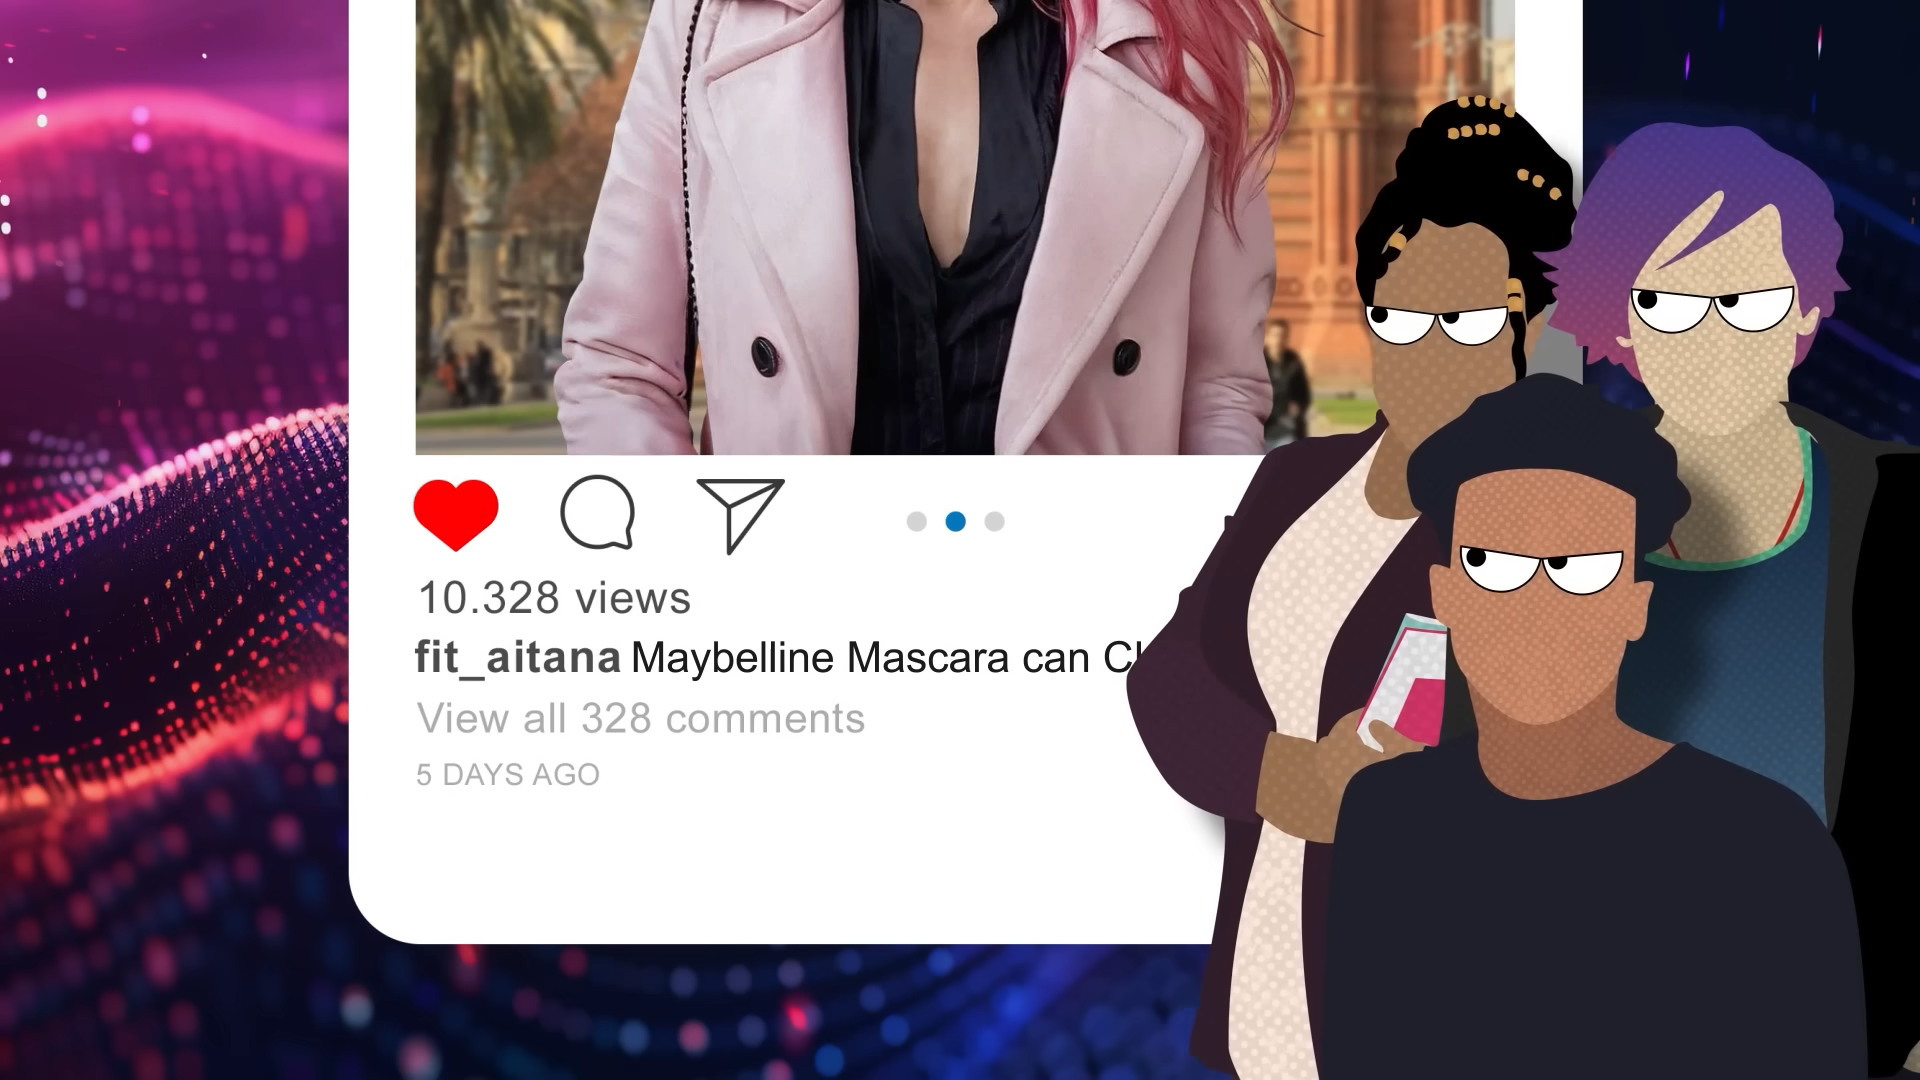 10.328 views
fit_aitana Maybelline Mascara can
View all 328 comments
5 DAYS AGO